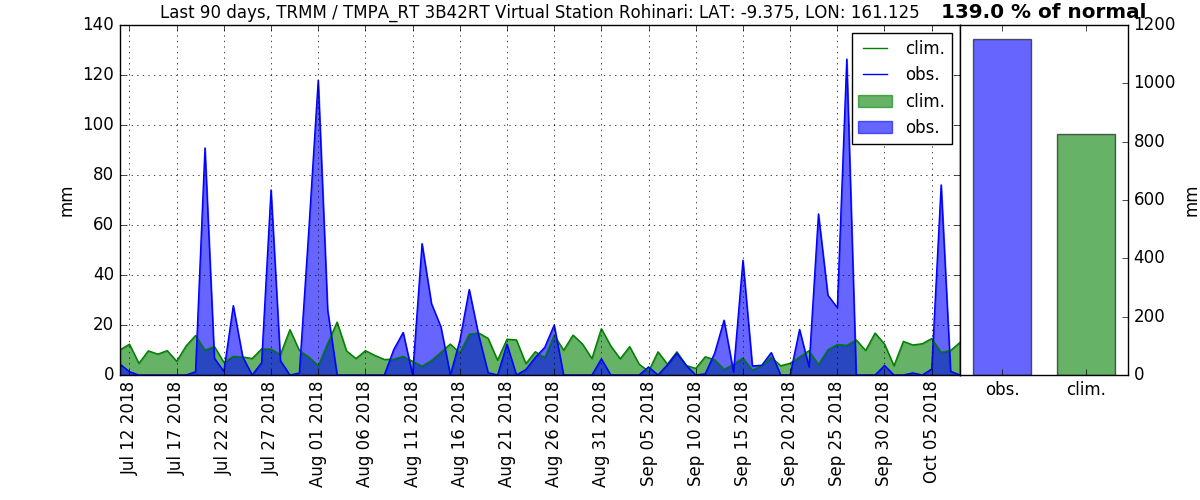 Last 90 days, TRMM / TMPA_RT 3B42RT Virtual Station Rohinari: LAT: -9.375, LON: 161.125
139.0 % of normal
140
120
100
80
60
40
20
0
mm
clim.
obs.
clim.
obs.
Jul 12 2018
Jul 17 2018
Jul 22 2018
Jul 27 2018
Aug 01 2018
Aug 06 2018
Aug 11 2018
Aug 16 2018
Aug 21 2018
Aug 26 2018
Aug 31 2018
Sep 05 2018
Sep 10 2018
Sep 15 2018
Sep 20 2018
Sep 25 2018
Sep 30 2018
Oct 05 2018
1200
1000
800
600
400
200
0
mm
obs.
clim.